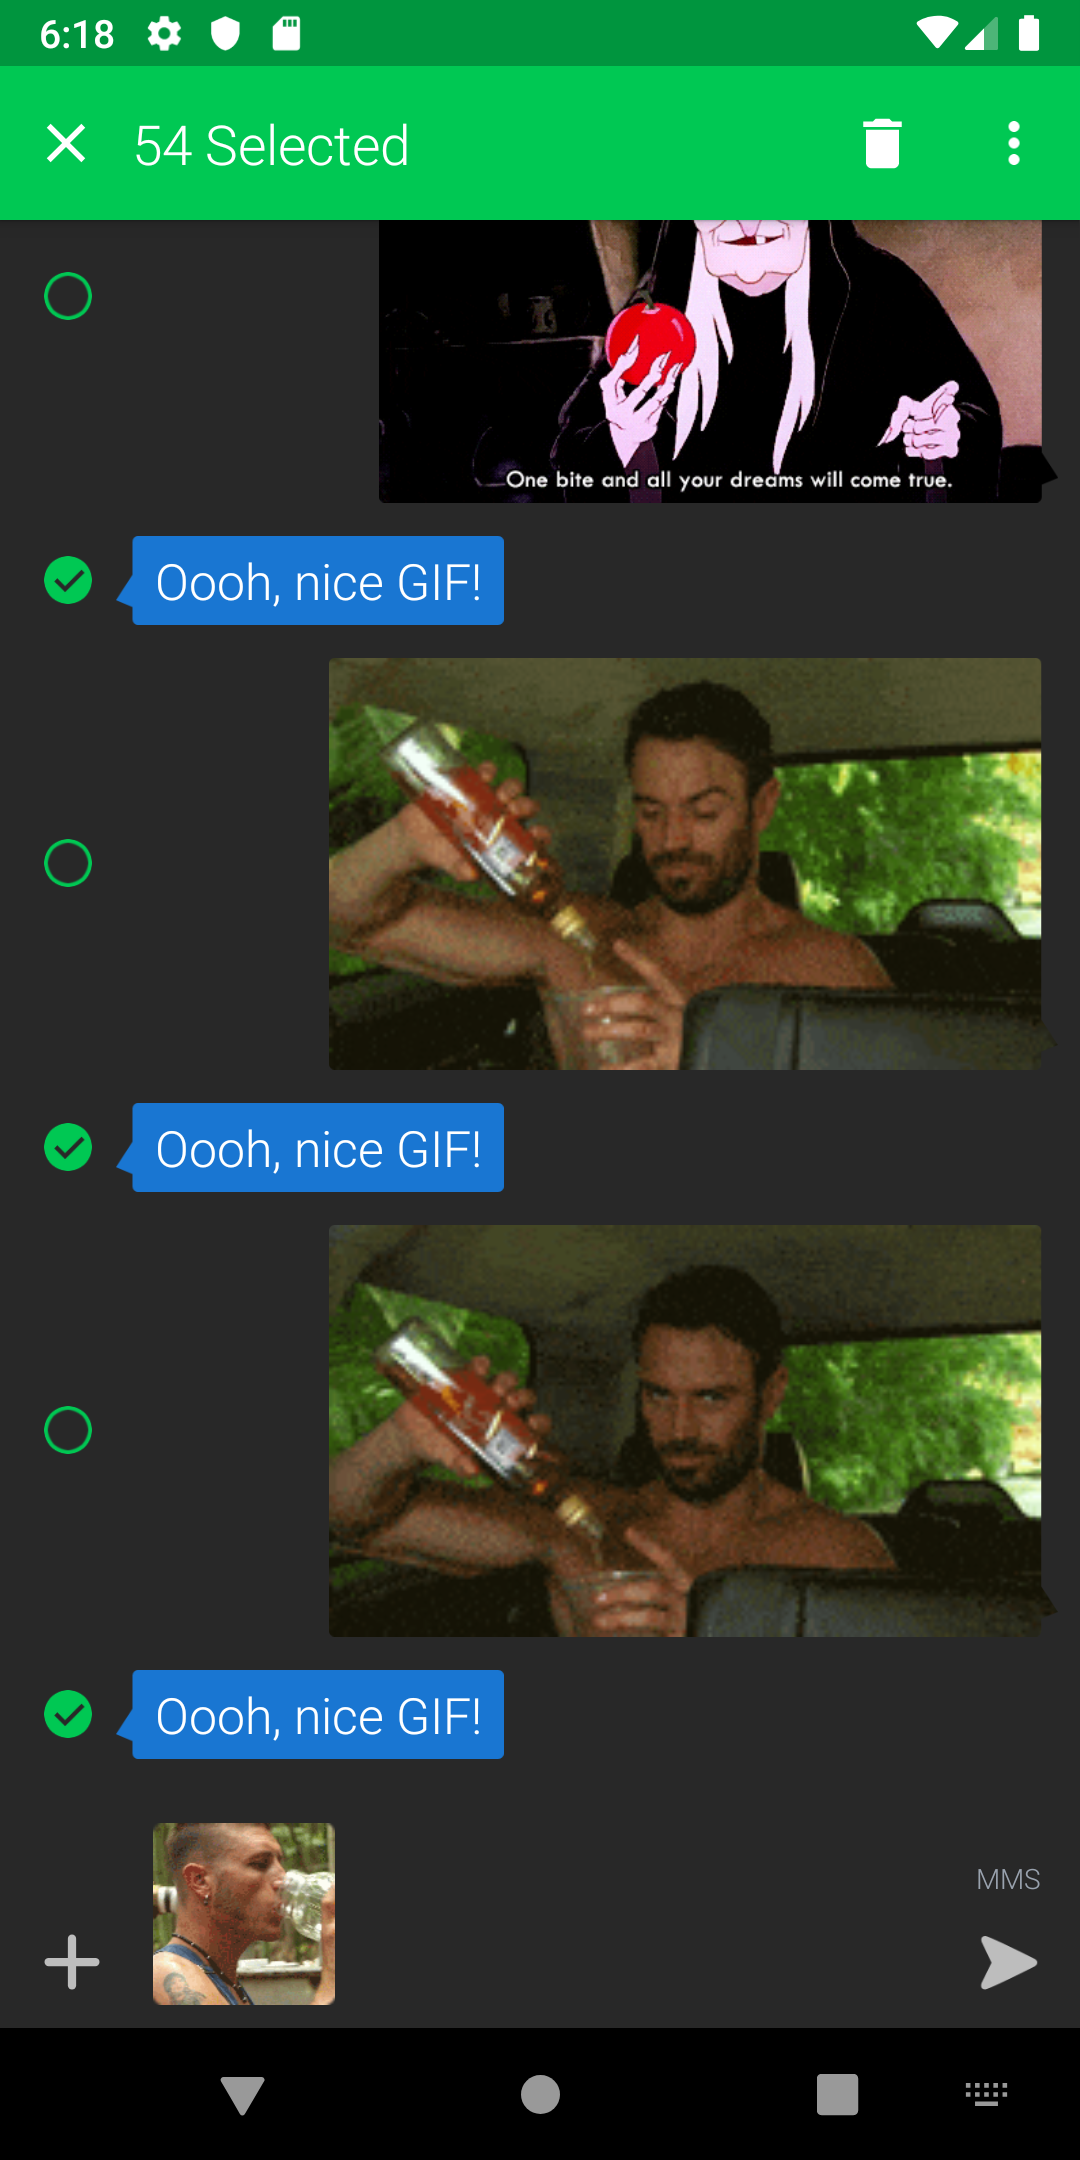 6:18
54 Selected
One bite and all your dreams will come true.
Oooh, nice GIF!
Oooh, nice GIF!
Oooh, nice GIF!
MMS